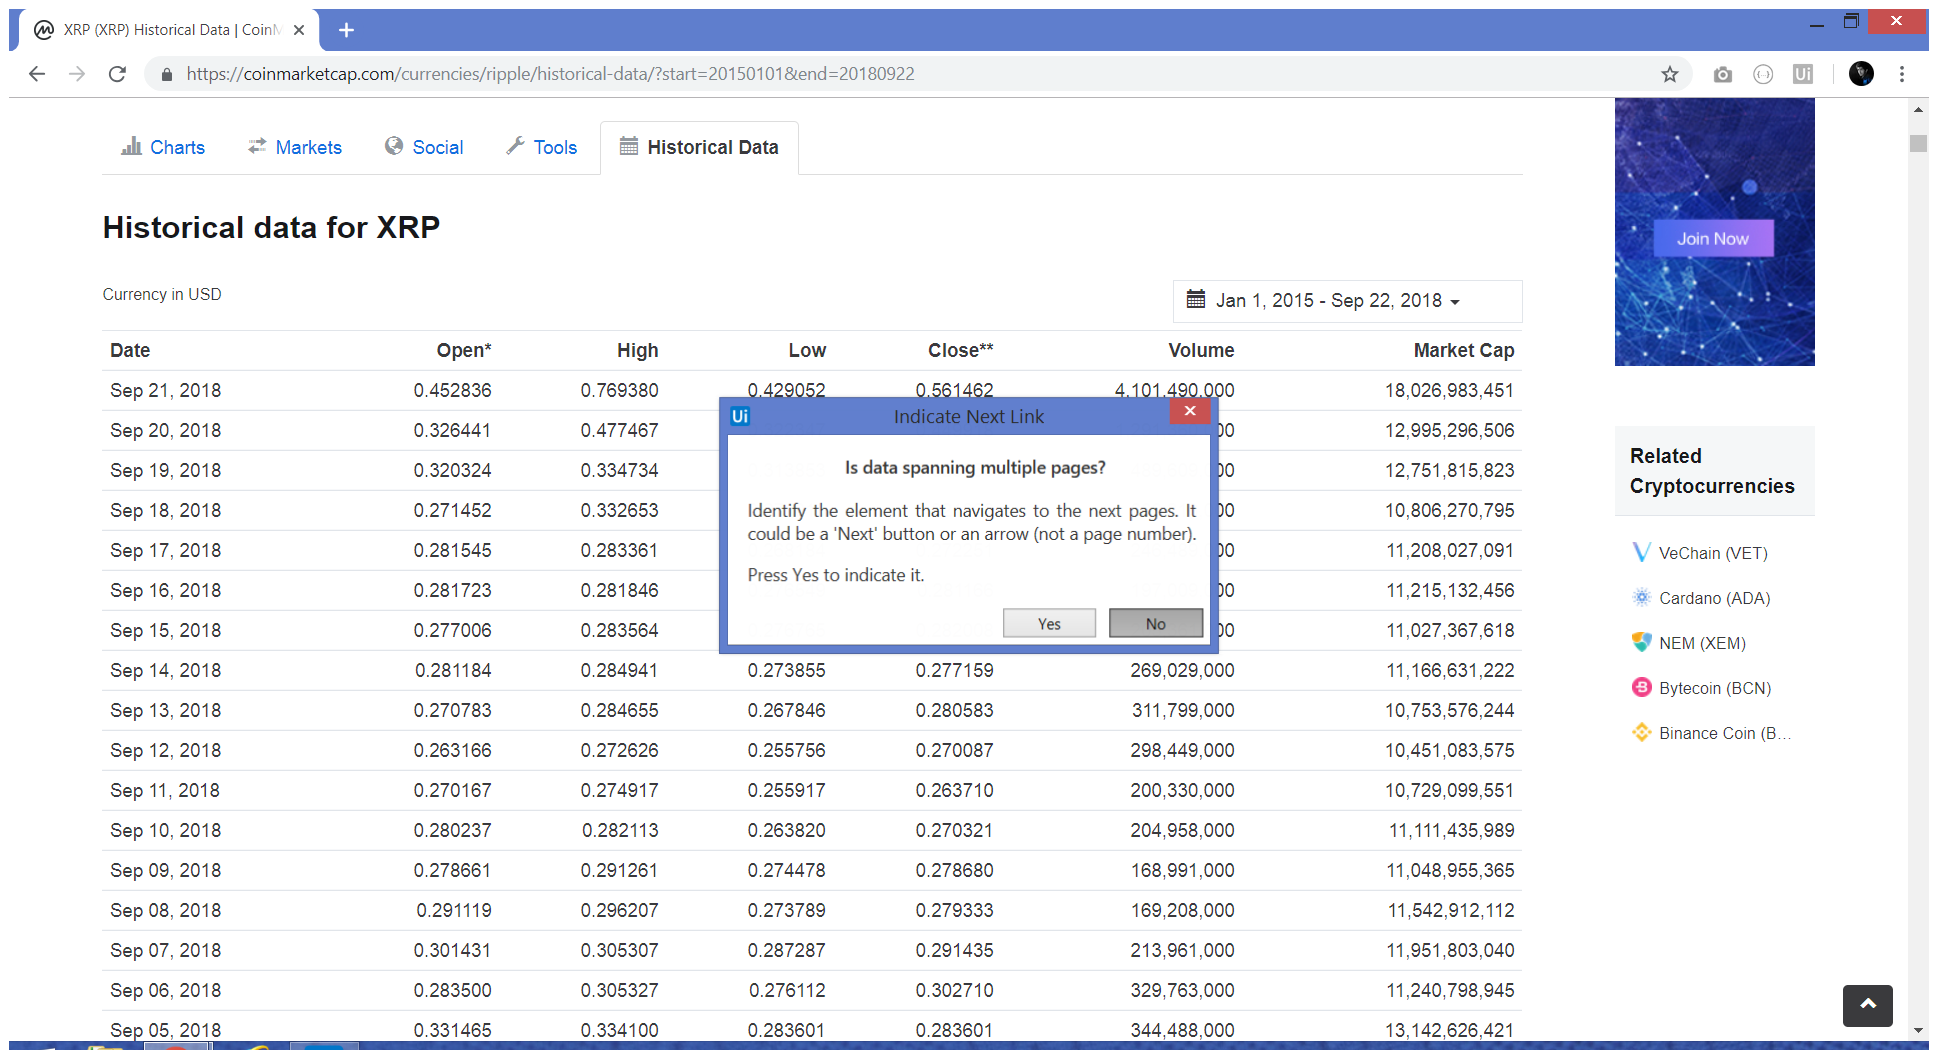 XRP (XRP) Historical Data | CoinM
https://coinmarketcap.com/currencies/ripple/historical-data/?start=20150101&end=20180922
Ui
Charts Markets Social Tools Historical Data
Join Now
Historical data for XRP
Currency in USD
Jan 1, 2015 - Sep 22, 2018
Date Open* High Low Close** Volume Market Cap
Sep 21, 2018 0.452836 0.769380 0.429052 0.561462 4,101,490,000 18,026,983,451
Sep 20, 2018 0.326441 0.477467 00 12,995,296,506
Sep 19, 2018 0.320324 0.334734 00 12,751,815,823
Sep 18, 2018 0.271452 0.332653 00 10,806,270,795
Sep 17, 2018 0.281545 0.283361 00 11,208,027,091
Sep 16, 2018 0.281723 0.281846 00 11,215,132,456
Sep 15, 2018 0.277006 0.283564 00 11,027,367,618
Sep 14, 2018 0.281184 0.284941 0.273855 0.277159 269,029,000 11,166,631,222
Sep 13, 2018 0.270783 0.284655 0.267846 0.280583 311,799,000 10,753,576,244
Sep 12, 2018 0.263166 0.272626 0.255756 0.270087 298,449,000 10,451,083,575
Sep 11, 2018 0.270167 0.274917 0.255917 0.263710 200,330,000 10,729,099,551
Sep 10, 2018 0.280237 0.282113 0.263820 0.270321 204,958,000 11,111,435,989
Sep 09, 2018 0.278661 0.291261 0.274478 0.278680 168,991,000 11,048,955,365
Sep 08, 2018 0.291119 0.296207 0.273789 0.279333 169,208,000 11,542,912,112
Sep 07, 2018 0.301431 0.305307 0.287287 0.291435 213,961,000 11,951,803,040
Sep 06, 2018 0.283500 0.305327 0.276112 0.302710 329,763,000 11,240,798,945
Sep 05, 2018 0.331465 0.334100 0.283601 0.283601 344,488,000 13,142,626,421
Ui Indicate Next Link
Is data spanning multiple pages?
Identify the element that navigates to the next pages. It
could be a 'Next' button or an arrow (not a page number).
Press Yes to indicate it.
Yes No
Related
Cryptocurrencies
VeChain (VET)
Cardano (ADA)
NEM (XEM)
Bytecoin (BCN)
Binance Coin (B...